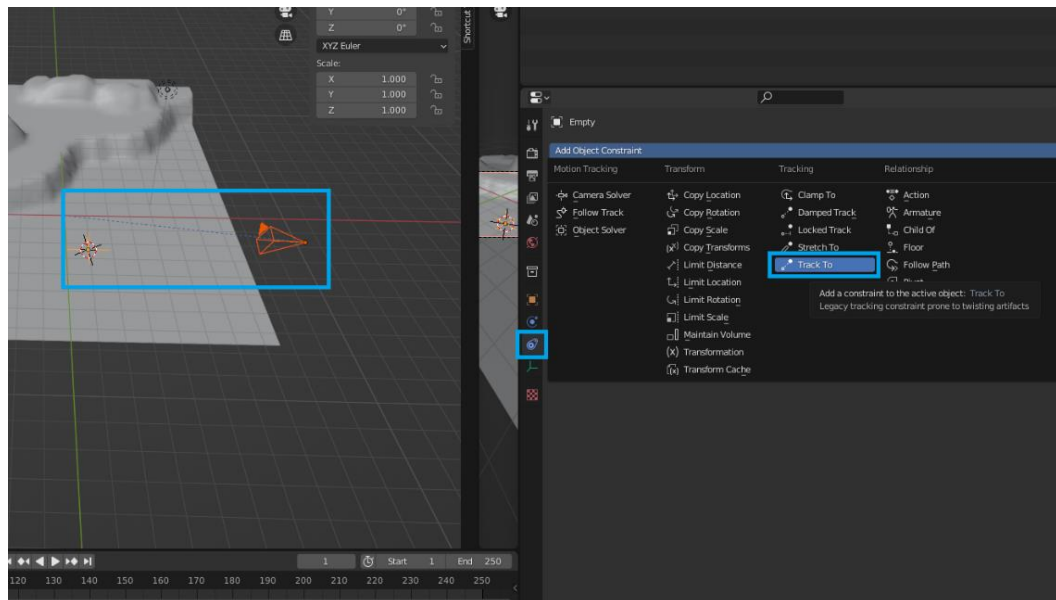 Y 0°
Z 0°
XYZ Euler
Scale:
X 1.000
Y 1.000
Z 1.000
Shortcut
Empty
Add Object Constraint
Motion Tracking Transform Tracking Relationship
Camera Solver Copy Location Clamp To Action
Follow Track Copy Rotation Damped Track Armature
Object Solver Copy Scale Locked Track Child Of
Copy Transforms Stretch To Floor
Limit Distance Track To Follow Path
Limit Location
Limit Rotation
Limit Scale
Maintain Volume
(X) Transformation
Transform Cache
Add a constraint to the active object: Track To
Legacy tracking constraint prone to twisting artifacts
1 Start 1 End 250
120 130 140 150 160 170 180 190 200 210 220 230 240 250